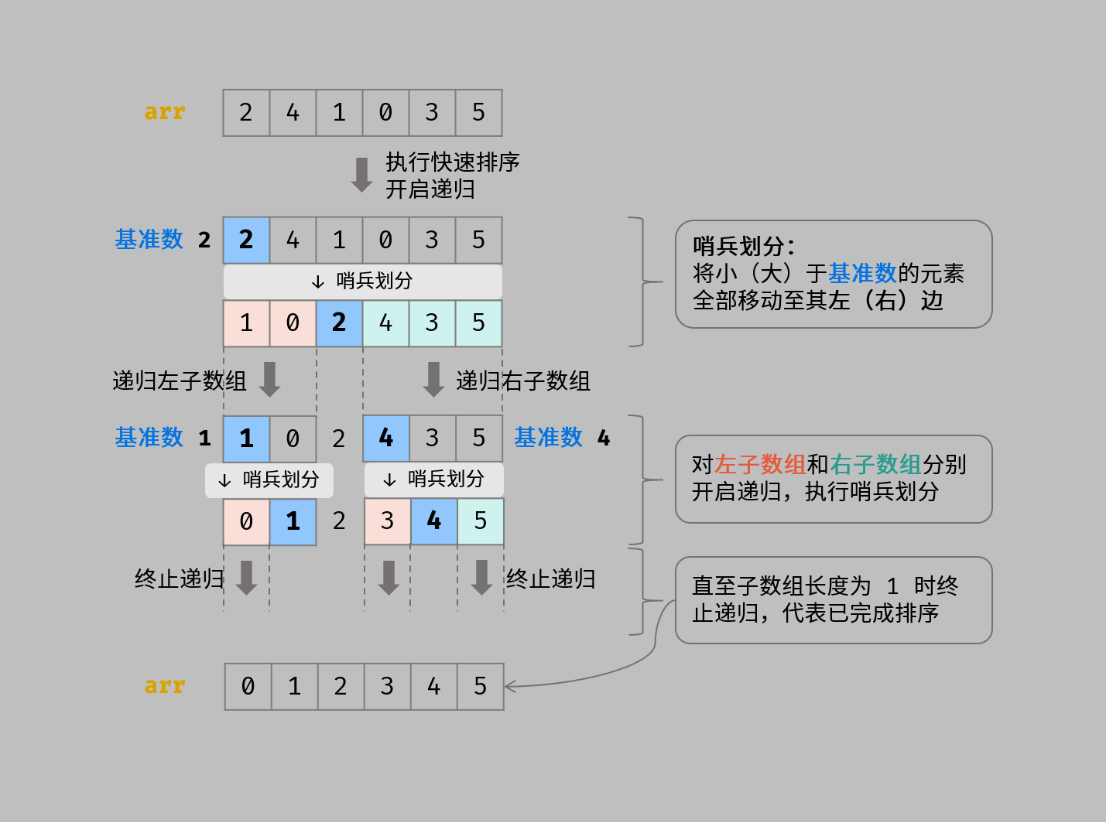 arr 2 4 1 0 3 5
执行快速排序
开启递归
基准数 2 2 4 1 0 3 5
↓ 哨兵划分
1 0 2 4 3 5
哨兵划分：
将小（大）于基准数的元素
全部移动至其左（右）边
递归左子数组 递归右子数组
基准数 1 1 0 2 4 3 5 基准数 4
↓ 哨兵划分 ↓ 哨兵划分
0 1 2 3 4 5
对左子数组和右子数组分别
开启递归，执行哨兵划分
终止递归 终止递归
直至子数组长度为 1 时终
止递归，代表已完成排序
arr 0 1 2 3 4 5